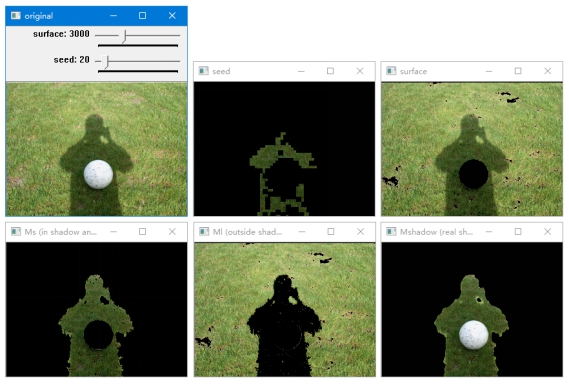 original
surface: 3000
seed: 20
seed
surface
Ms (in shadow an...
Ml (outside shad...
Mshadow (real sh...